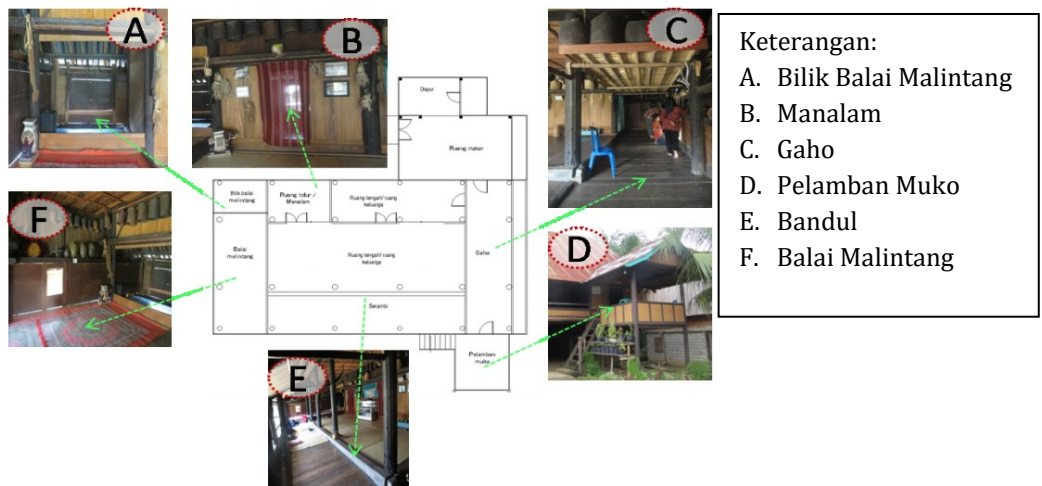 A
B
C
Keterangan:
A. Bilik Balai Malintang
B. Manalam
C. Gaho
D. Pelamban Muko
E. Bandul
F. Balai Malintang
Dapur
Ruang makan
Bilik balai
malintang
Ruang tidur /
Manalam
Ruang tengah/ ruang
keluarga
F
Balai
malintang
Ruang tengah/ ruang
keluarga
Gaho
D
Serambi
Pelamban
muko
E